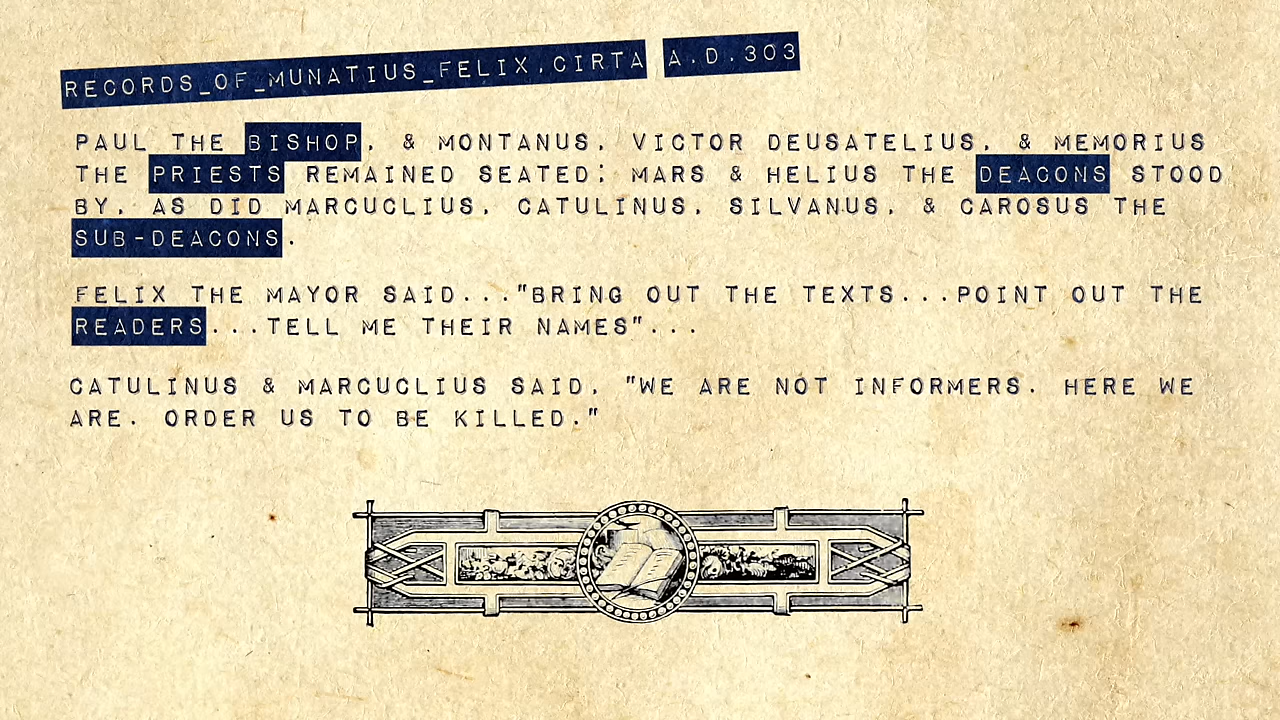 RECORDS_OF_MUNATIUS_FELIX,CIRTA A.D.303
PAUL THE BISHOP, & MONTANUS, VICTOR DEUSATELIUS, & MEMORIUS
THE PRIESTS REMAINED SEATED; MARS & HELIUS THE DEACONS STOOD
BY, AS DID MARCUCLIUS, CATULINUS, SILVANUS, & CAROSUS THE
SUB-DEACONS.
FELIX THE MAYOR SAID..."BRING OUT THE TEXTS...POINT OUT THE
READERS...TELL ME THEIR NAMES"...
CATULINUS & MARCUCLIUS SAID, "WE ARE NOT INFORMERS. HERE WE
ARE. ORDER US TO BE KILLED."